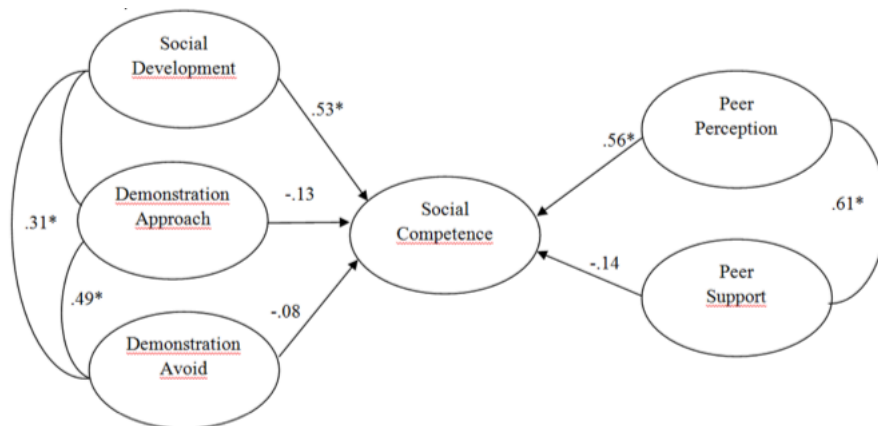 Social
Development
.53*
Peer
Perception
.56*
Demonstration
Approach
-.13
Social
Competence
.31*
.61*
-.14
Peer
Support
.49*
-.08
Demonstration
Avoid